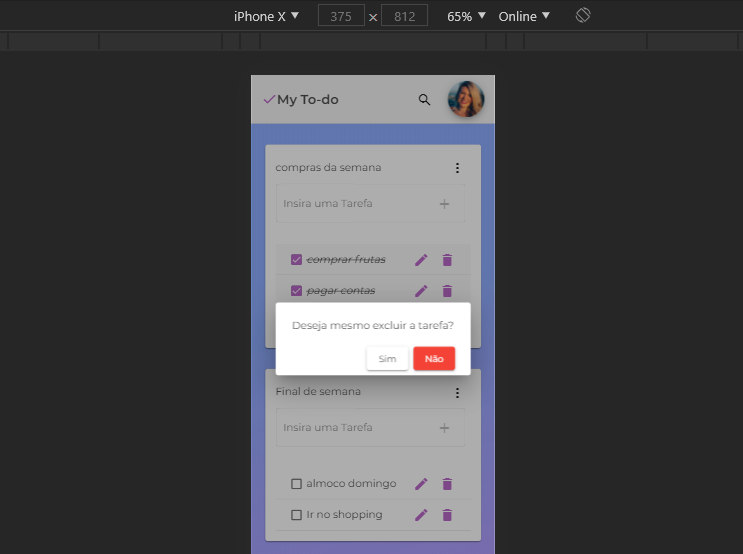 iPhone X ▼ 375 × 812 65% ▼ Online ▼
My To-do
compras da semana
Insira uma Tarefa +
comprar frutas
pagar contas
Deseja mesmo excluir a tarefa?
Sim Não
Final de semana
Insira uma Tarefa +
almoco domingo
Ir no shopping